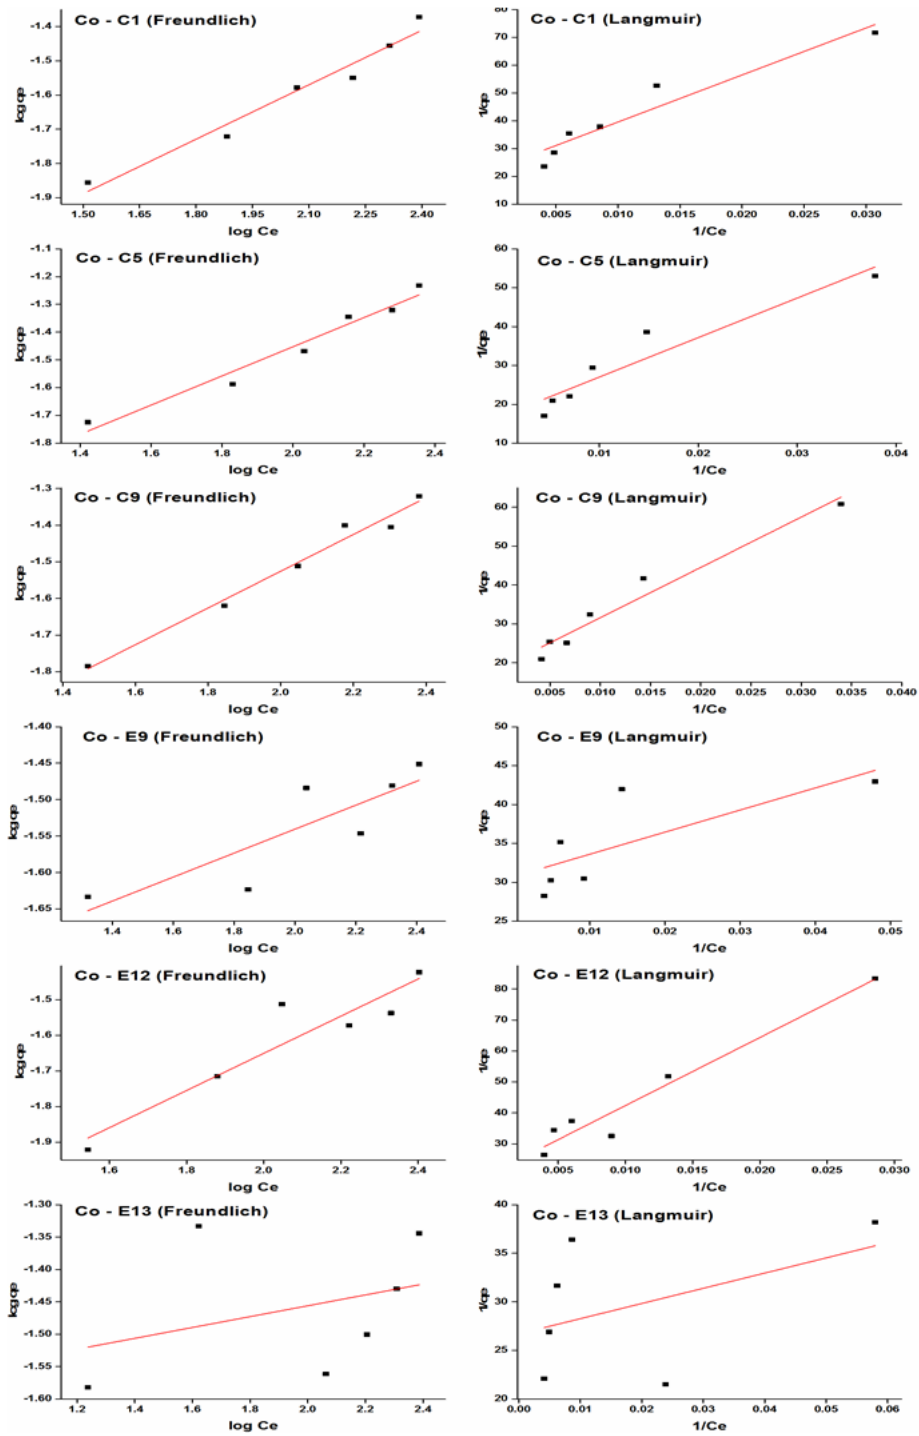 Co - C1 (Freundlich)
-1.4
-1.5
-1.6
-1.7
-1.8
-1.9
log qe
1.50 1.65 1.80 1.95 2.10 2.25 2.40
log Ce
Co - C1 (Langmuir)
80
70
60
50
40
30
20
10
1/qe
0.005 0.010 0.015 0.020 0.025 0.030
1/Ce
Co - C5 (Freundlich)
-1.1
-1.2
-1.3
-1.4
-1.5
-1.6
-1.7
-1.8
log qe
1.4 1.6 1.8 2.0 2.2 2.4
log Ce
Co - C5 (Langmuir)
60
50
40
30
20
10
1/qe
0.01 0.02 0.03 0.04
1/Ce
Co - C9 (Freundlich)
-1.3
-1.4
-1.5
-1.6
-1.7
-1.8
log qe
1.4 1.6 1.8 2.0 2.2 2.4
log Ce
Co - C9 (Langmuir)
60
50
40
30
20
1/qe
0.005 0.010 0.015 0.020 0.025 0.030 0.035 0.040
1/Ce
Co - E9 (Freundlich)
-1.40
-1.45
-1.50
-1.55
-1.60
-1.65
log qe
1.4 1.6 1.8 2.0 2.2 2.4
log Ce
Co - E9 (Langmuir)
50
45
40
35
30
25
1/qe
0.01 0.02 0.03 0.04 0.05
1/Ce
Co - E12 (Freundlich)
-1.5
-1.6
-1.7
-1.8
-1.9
log qe
1.6 1.8 2.0 2.2 2.4
log Ce
Co - E12 (Langmuir)
80
70
60
50
40
30
1/qe
0.005 0.010 0.015 0.020 0.025 0.030
1/Ce
Co - E13 (Freundlich)
-1.30
-1.35
-1.40
-1.45
-1.50
-1.55
-1.60
log qe
1.2 1.4 1.6 1.8 2.0 2.2 2.4
log Ce
Co - E13 (Langmuir)
40
35
30
25
20
1/qe
0.00 0.01 0.02 0.03 0.04 0.05 0.06
1/Ce